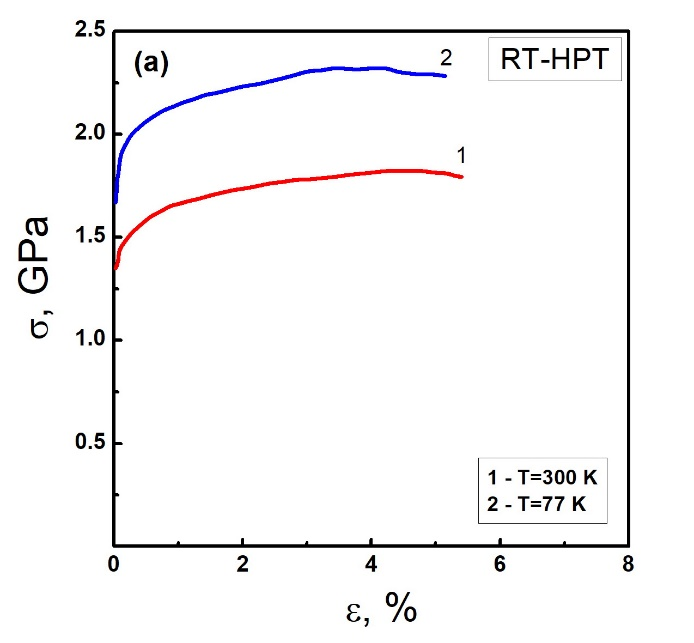 2.5
(a)
2
RT-HPT
2.0
1
1.5
σ, GPa
1.0
0.5
1 - T=300 K
2 - T=77 K
0
2
4
6
8
ε, %